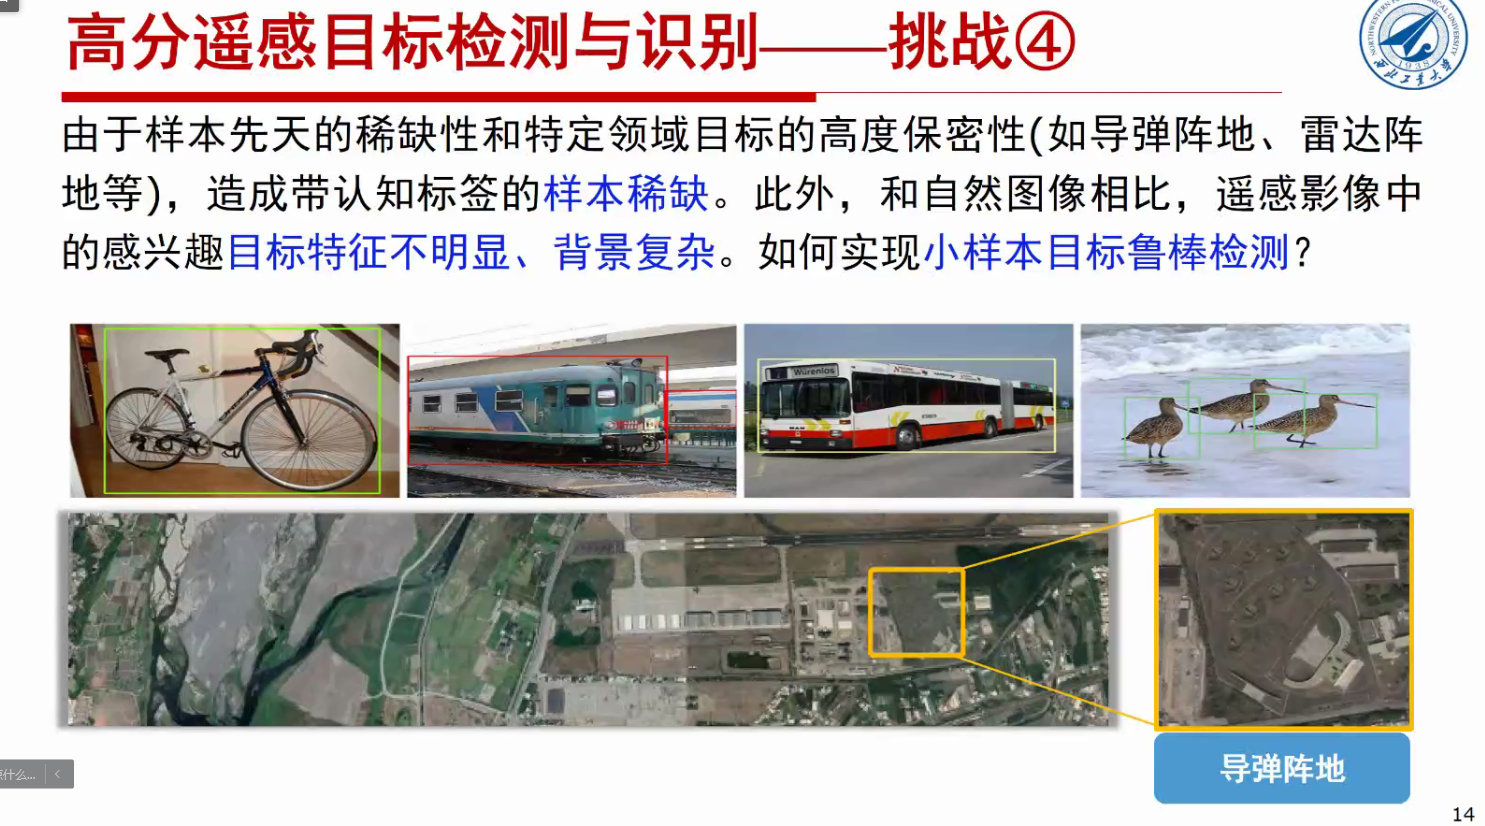 高分遥感目标检测与识别——挑战④
由于样本先天的稀缺性和特定领域目标的高度保密性(如导弹阵地、雷达阵
地等)，造成带认知标签的样本稀缺。此外，和自然图像相比，遥感影像中
的感兴趣目标特征不明显、背景复杂。如何实现小样本目标鲁棒检测？
Würenlos
MAN
导弹阵地
什么...
14
西北工业大学
1938